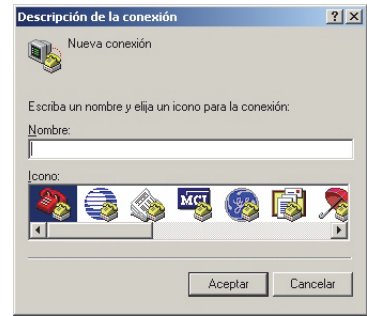 Descripción de la conexión
Nueva conexión
Escriba un nombre y elija un icono para la conexión:
Nombre:
Icono:
MCI
Aceptar
Cancelar